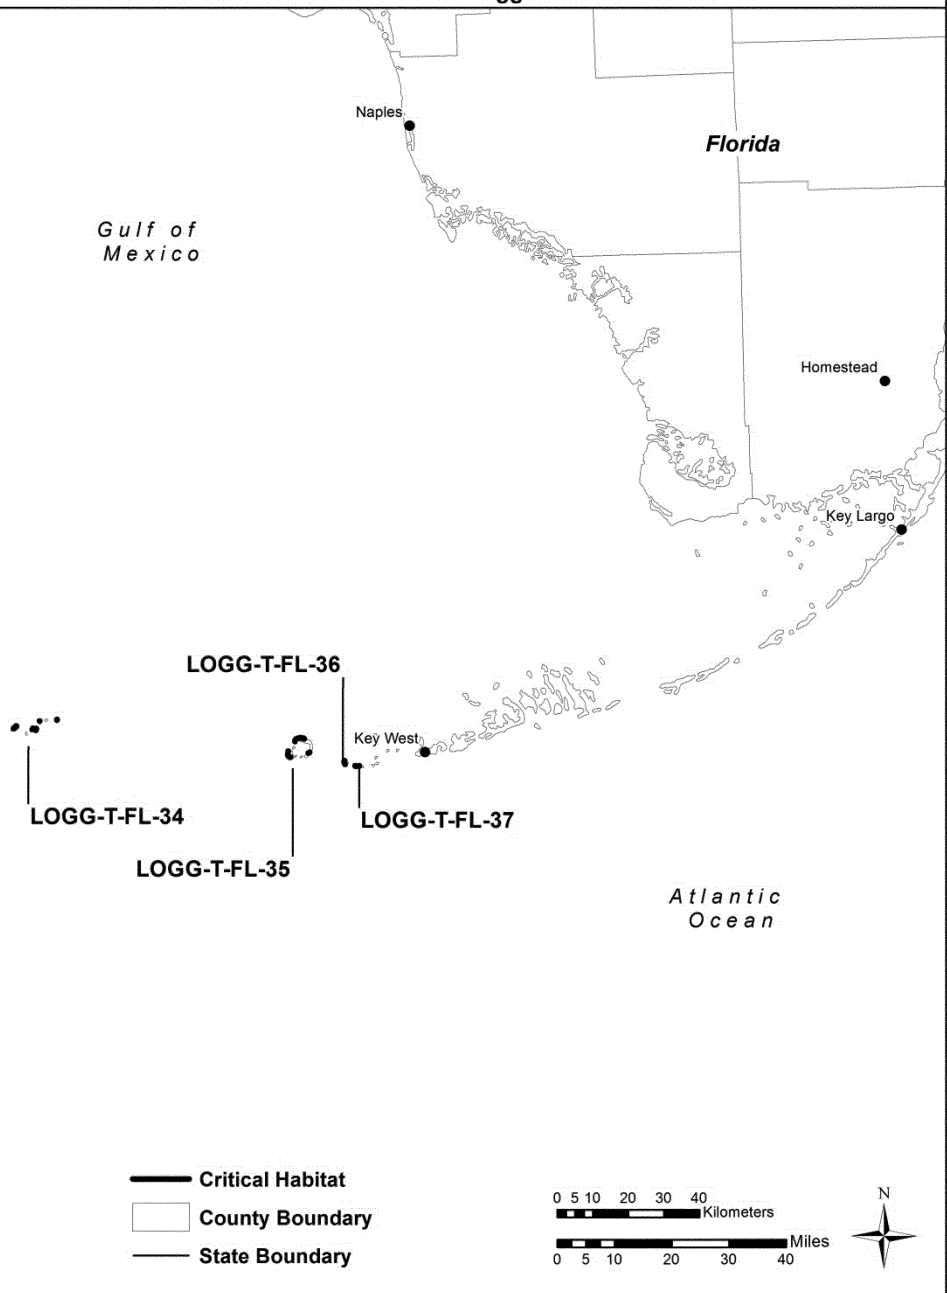 Naples
Florida
Gulf of
Mexico
Homestead
Key Largo
LOGG-T-FL-36
Key West
LOGG-T-FL-34
LOGG-T-FL-37
LOGG-T-FL-35
Atlantic
Ocean
Critical Habitat
County Boundary
State Boundary
0 5 10 20 30 40
Kilometers
Miles
0 5 10 20 30 40
N